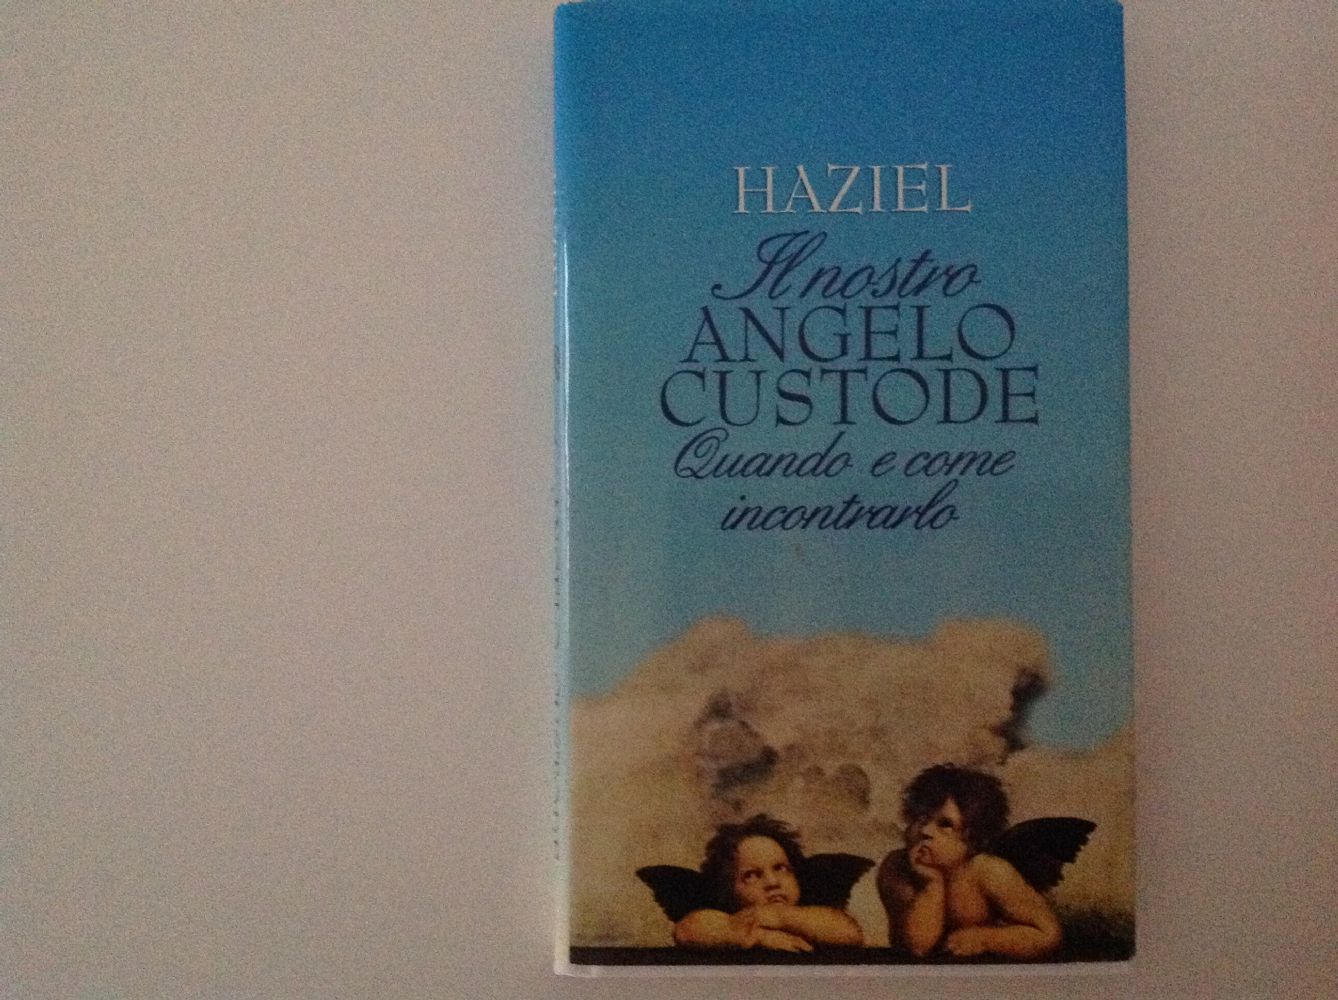 HAZIEL
Il nostro
ANGELO
CUSTODE
Quando e come
incontrarlo